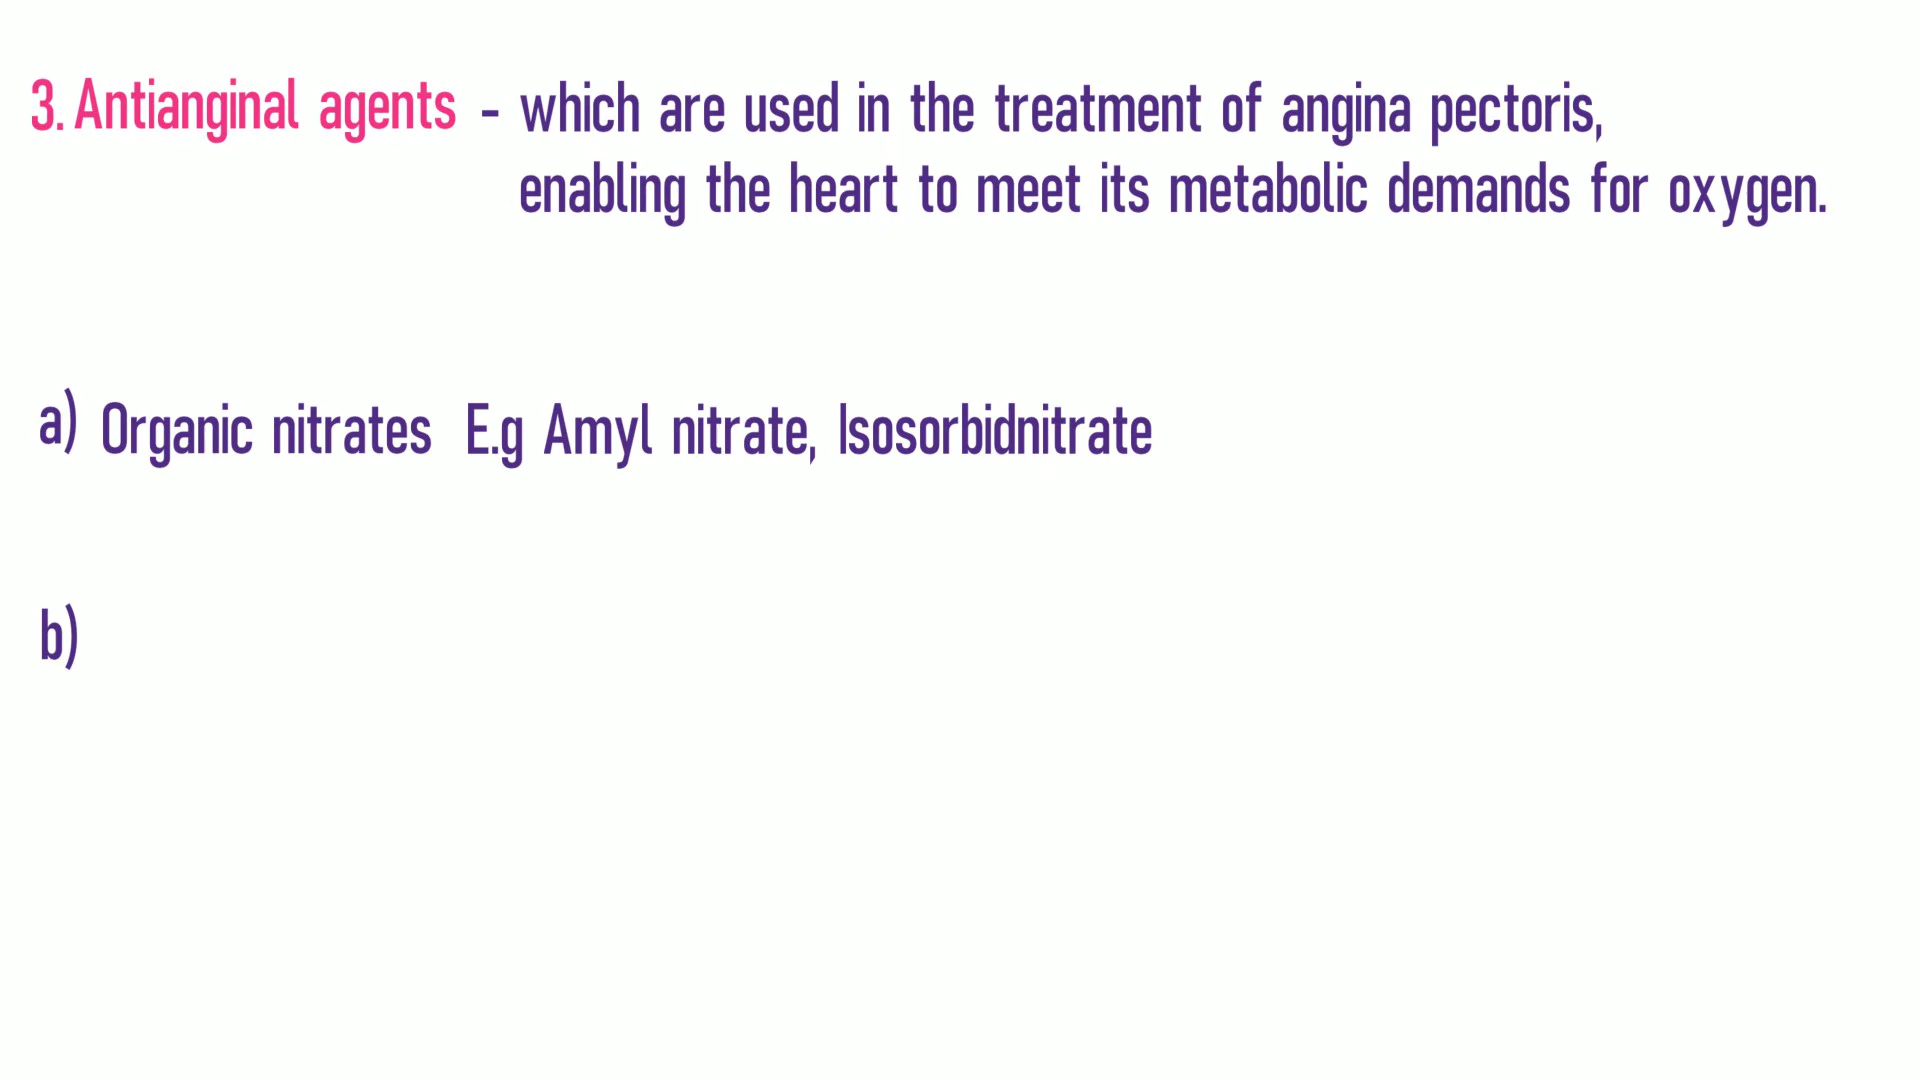 3. Antianginal agents - which are used in the treatment of angina pectoris,
enabling the heart to meet its metabolic demands for oxygen.
a) Organic nitrates E.g Amyl nitrate, Isosorbidnitrate
b)